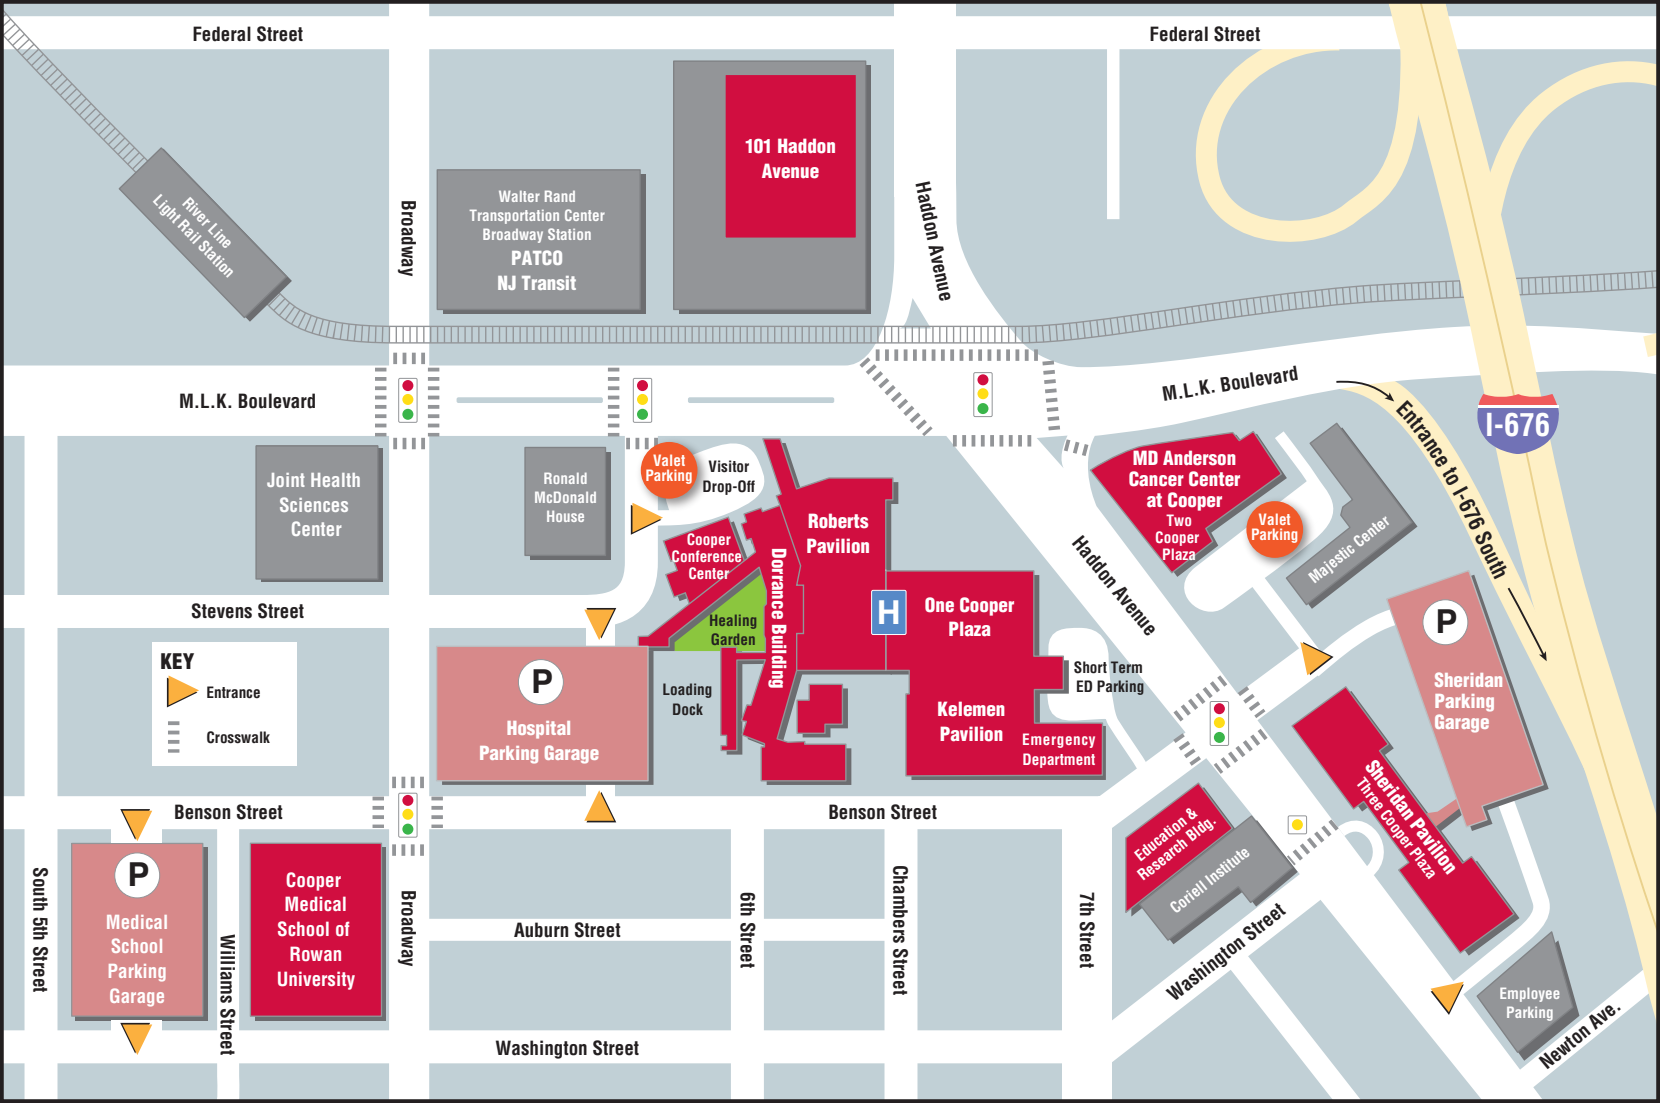 Federal Street
Federal Street
101 Haddon
Avenue
River Line
Light Rail Station
Broadway
Walter Rand
Transportation Center
Broadway Station
PATCO
NJ Transit
Haddon Avenue
M.L.K. Boulevard
M.L.K. Boulevard
Entrance to I-676 South
I-676
Joint Health
Sciences
Center
Ronald
McDonald
House
Valet
Parking
Visitor
Drop-Off
Cooper
Conference
Center
Roberts
Pavilion
Dorrance Building
Healing
Garden
H
One Cooper
Plaza
MD Anderson
Cancer Center
at Cooper
Two
Cooper
Plaza
Valet
Parking
Majestic Center
Haddon Avenue
Stevens Street
KEY
Entrance
Crosswalk
P
Hospital
Parking Garage
Loading
Dock
Short Term
ED Parking
Kelemen
Pavilion
Emergency
Department
P
Sheridan
Parking
Garage
Sheridan Pavilion
Three Cooper Plaza
Benson Street
Benson Street
Education &
Research Bldg.
Coriell Institute
South 5th Street
P
Medical
School
Parking
Garage
Williams Street
Cooper
Medical
School of
Rowan
University
Broadway
Auburn Street
6th Street
Chambers Street
7th Street
Washington Street
Washington Street
Employee
Parking
Newton Ave.